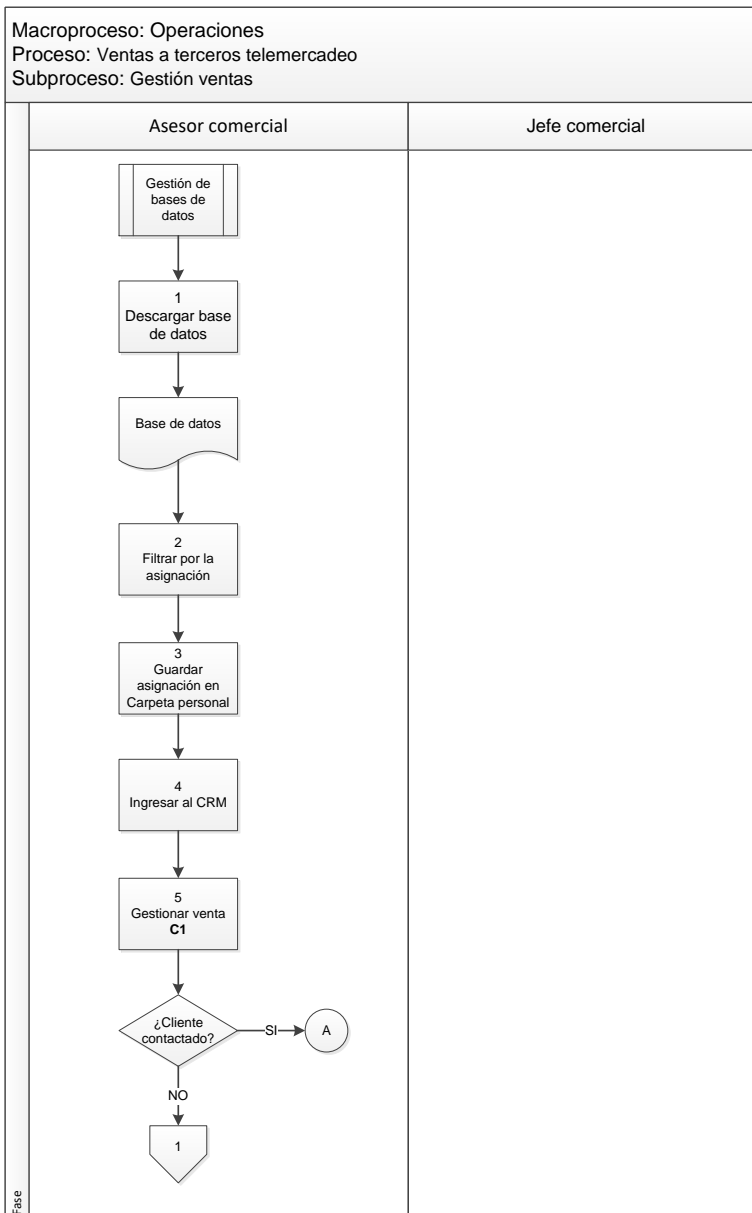 Macroproceso: Operaciones
Proceso: Ventas a terceros telemercadeo
Subproceso: Gestión ventas
Asesor comercial
Jefe comercial
Gestión de
bases de
datos
1
Descargar base
de datos
Base de datos
2
Filtrar por la
asignación
3
Guardar
asignación en
Carpeta personal
4
Ingresar al CRM
5
Gestionar venta
C1
¿Cliente
contactado?
SI
A
NO
1
Fase